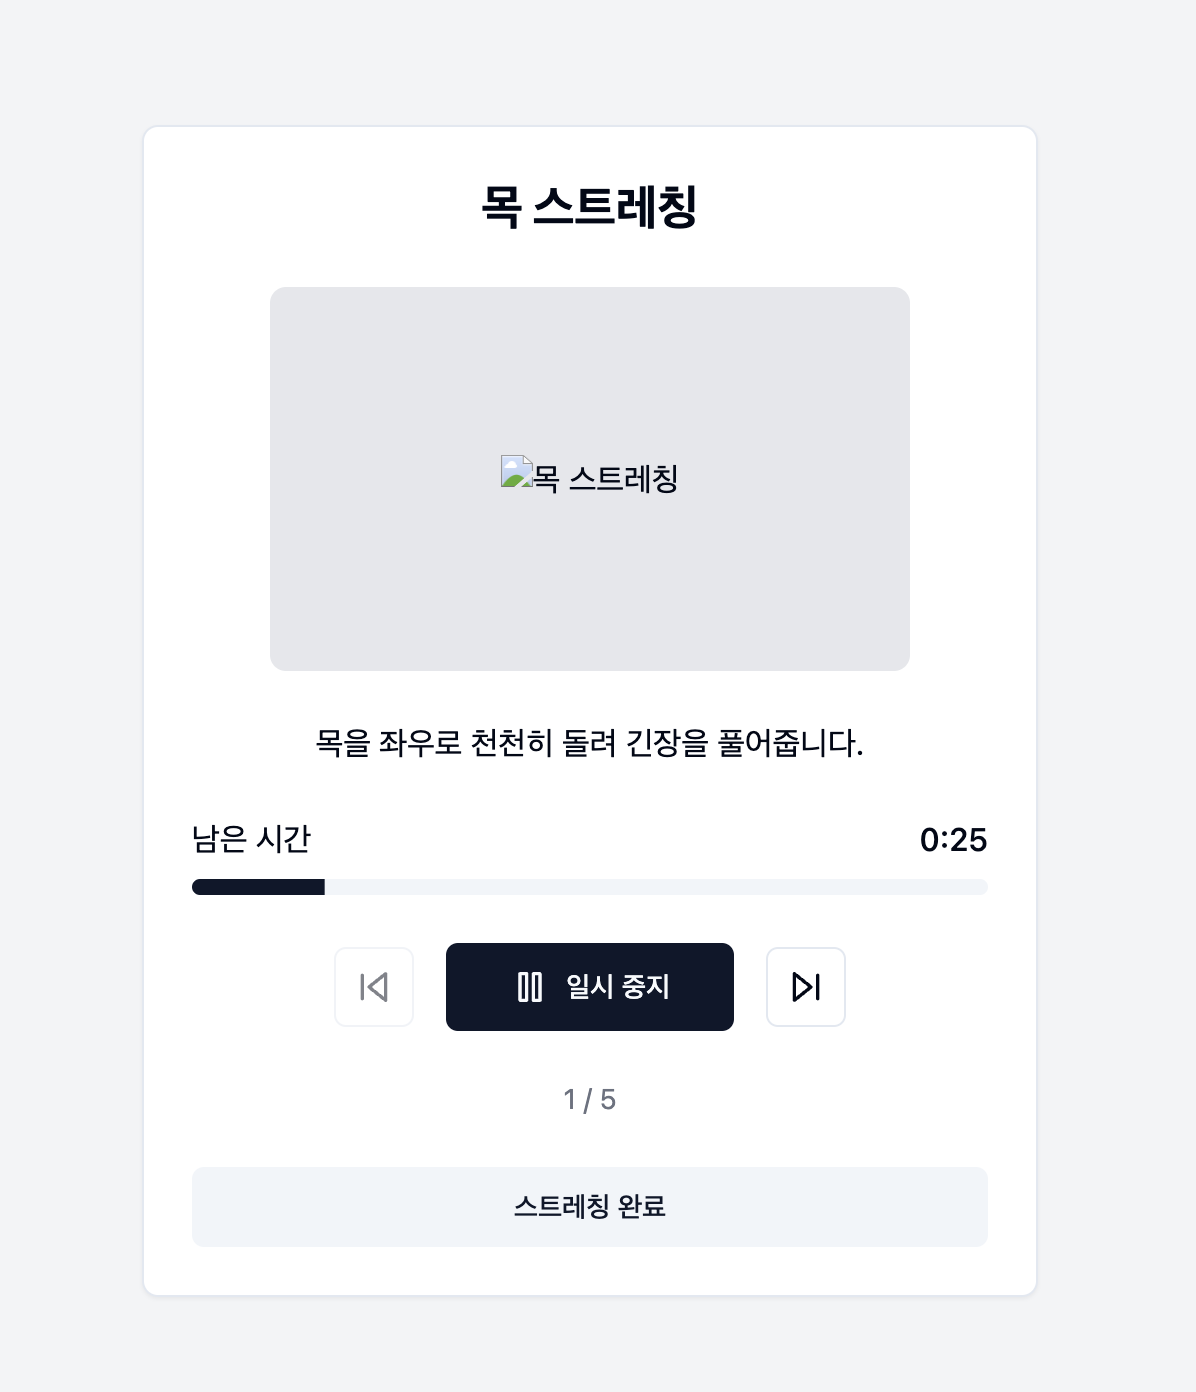 목 스트레칭
목 스트레칭
목을 좌우로 천천히 돌려 긴장을 풀어줍니다.
남은 시간 0:25
일시 중지
1 / 5
스트레칭 완료